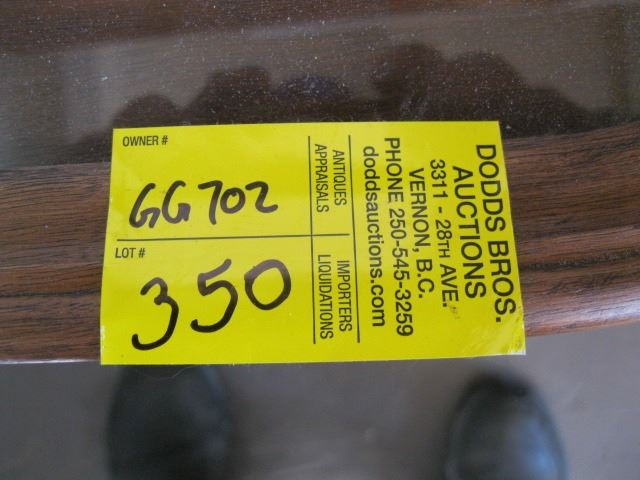 OWNER #
GG702
LOT #
350
ANTIQUES
APPRAISALS
IMPORTERS
LIQUIDATIONS
DODDS BROS.
AUCTIONS
3311 - 28TH AVE.
VERNON, B.C.
PHONE 250-545-3259
doddsauctions.com